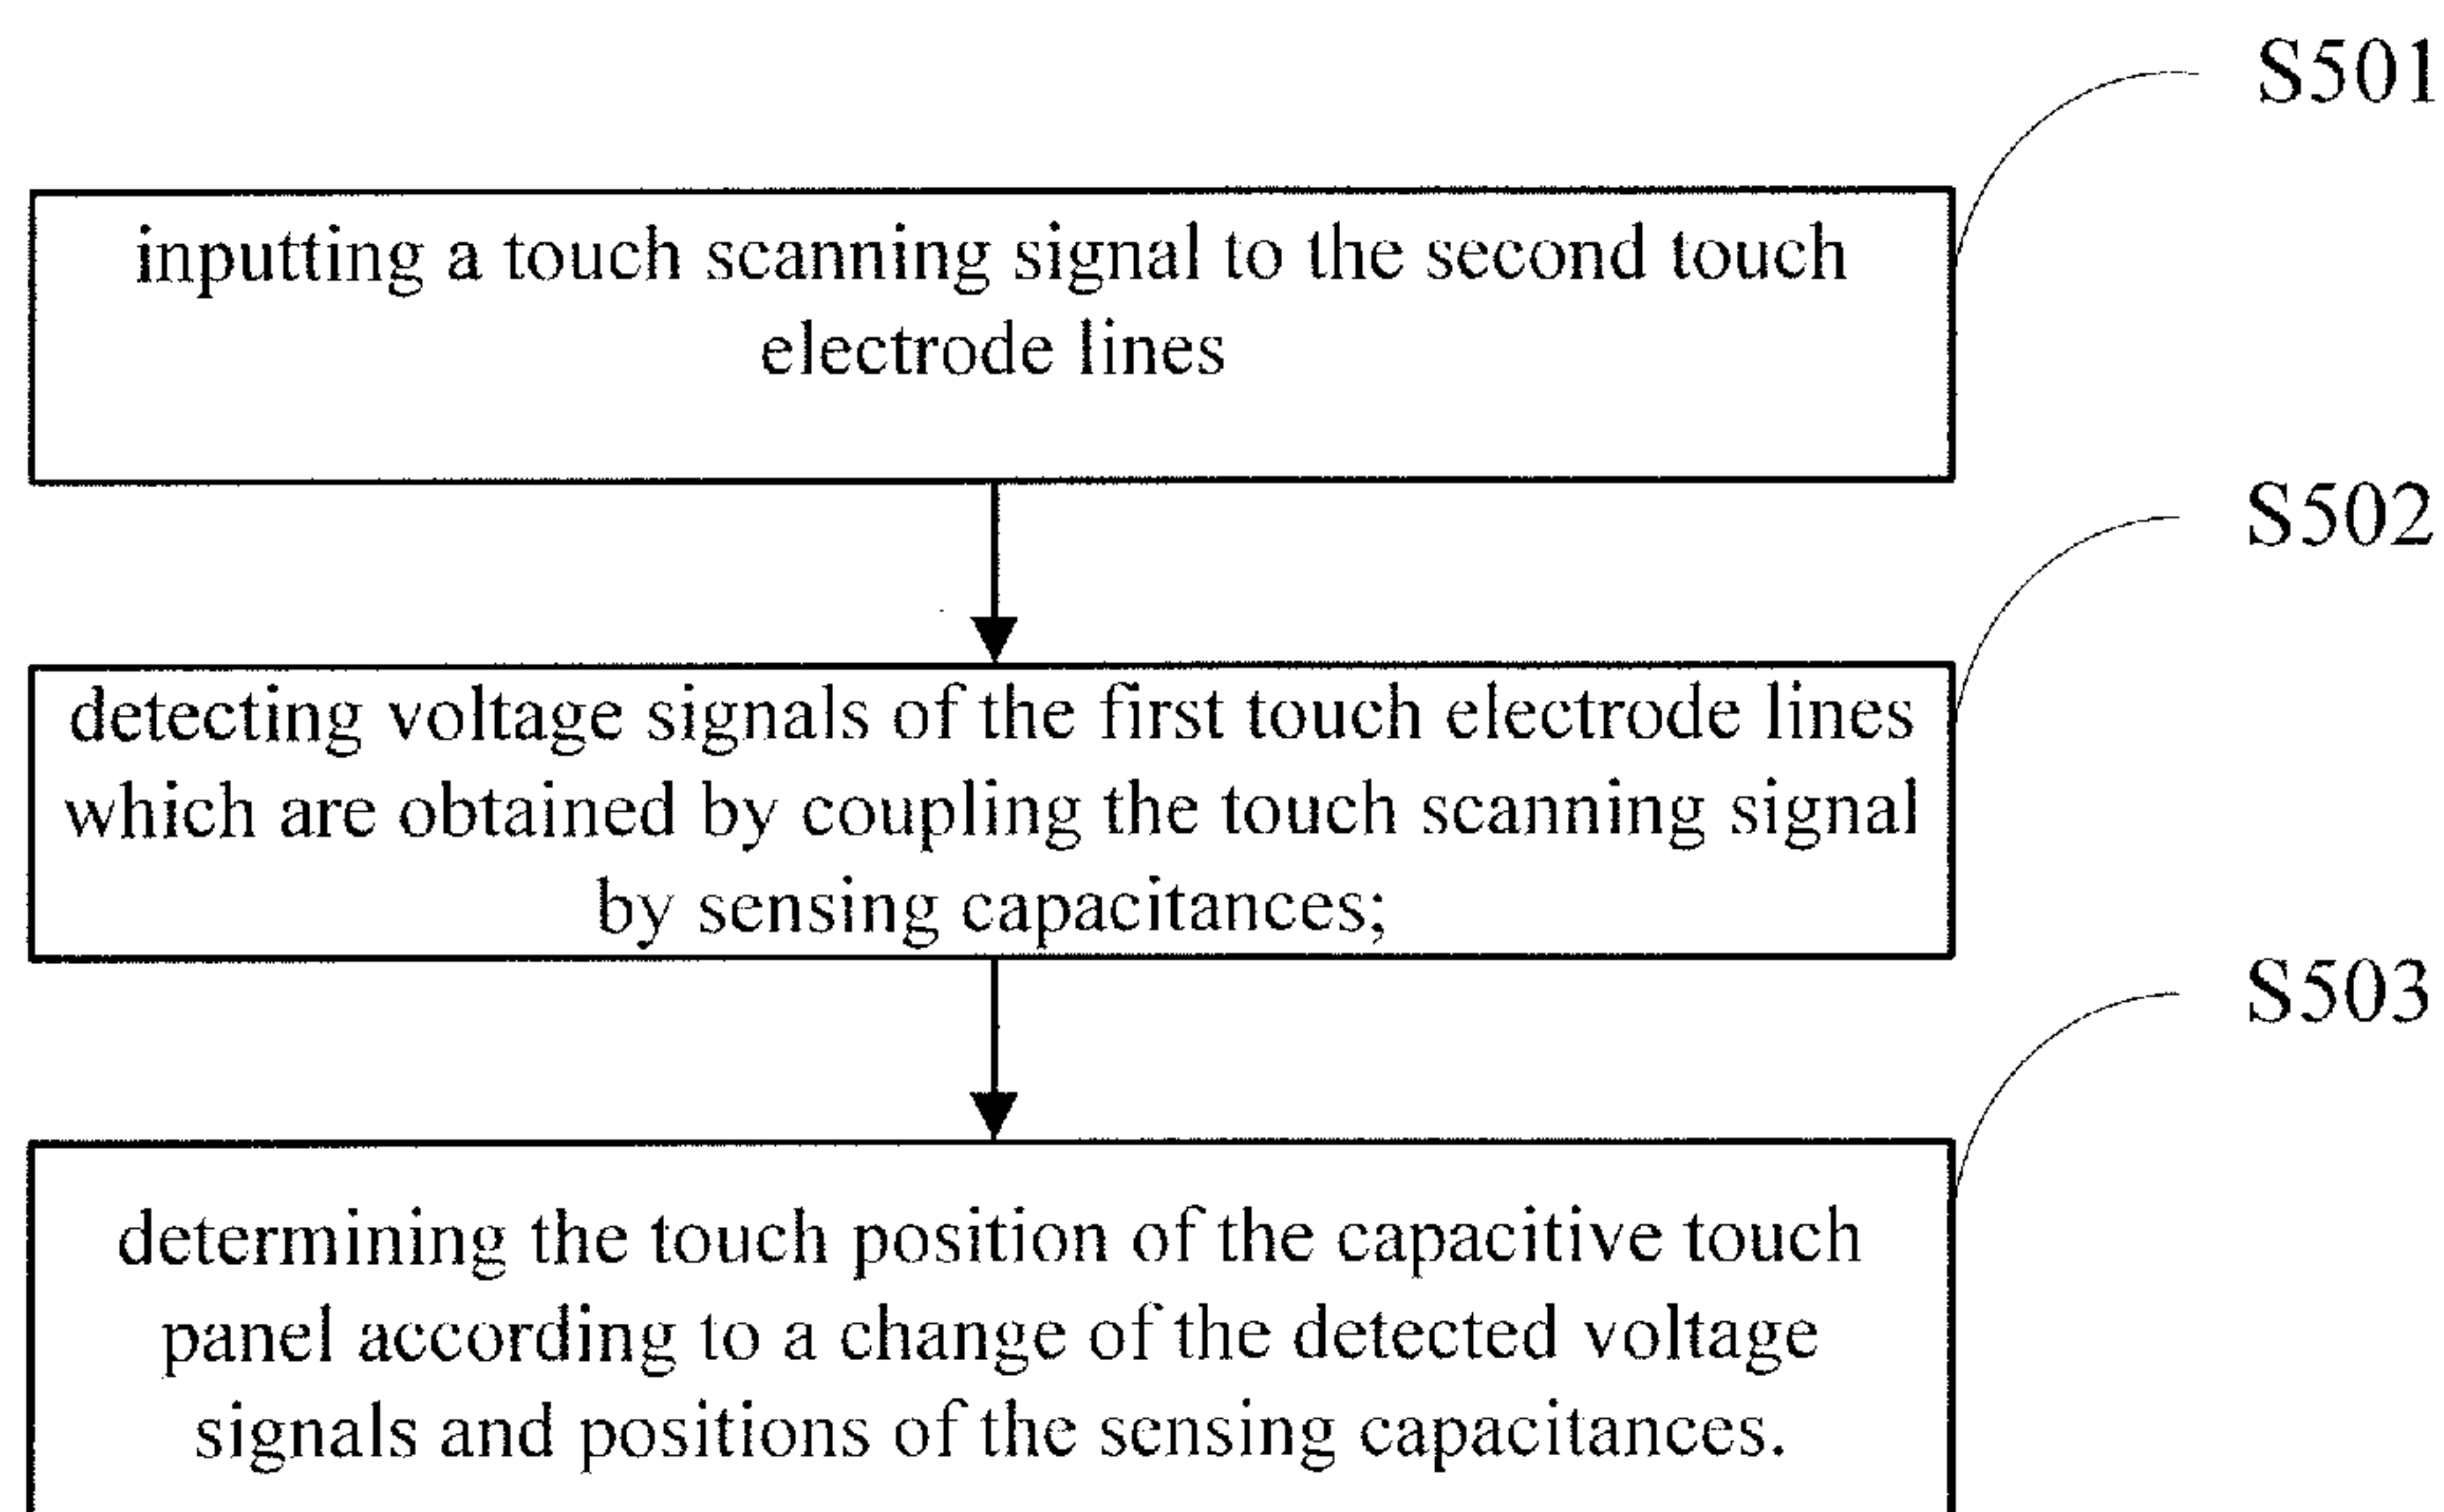 S501
inputting a touch scanning signal to the second touch
electrode lines
S502
detecting voltage signals of the first touch electrode lines
which are obtained by coupling the touch scanning signal
by sensing capacitances;
S503
determining the touch position of the capacitive touch
panel according to a change of the detected voltage
signals and positions of the sensing capacitances.